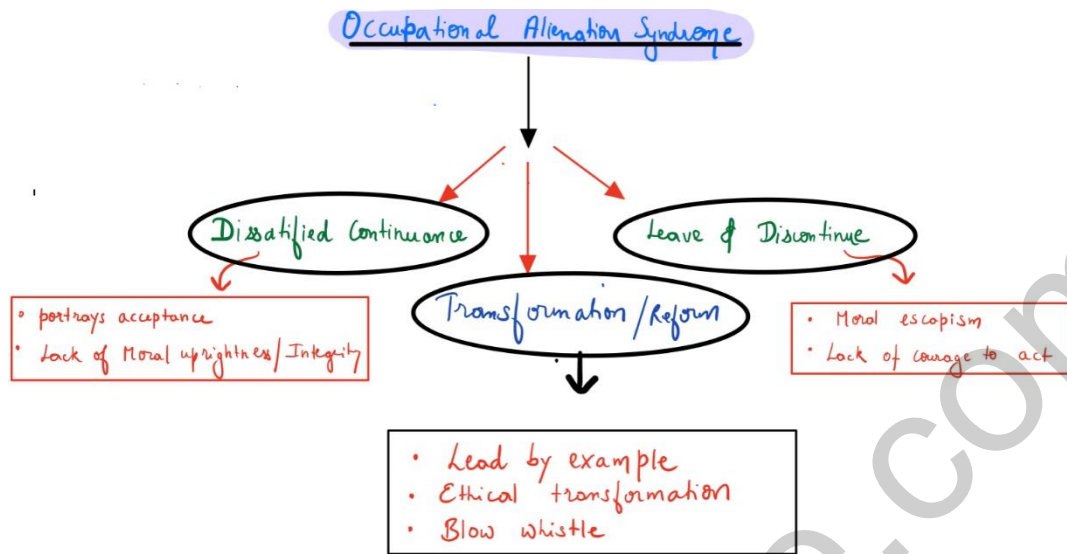 Occupational Alienation Syndrome
Dissatified Continuance
Leave & Discontinue
Transformation/Reform
portrays acceptance
Lack of Moral uprightness/Integrity
• Moral escapism
• Lack of courage to act
• Lead by example
• Ethical transformation
• Blow whistle
e.com